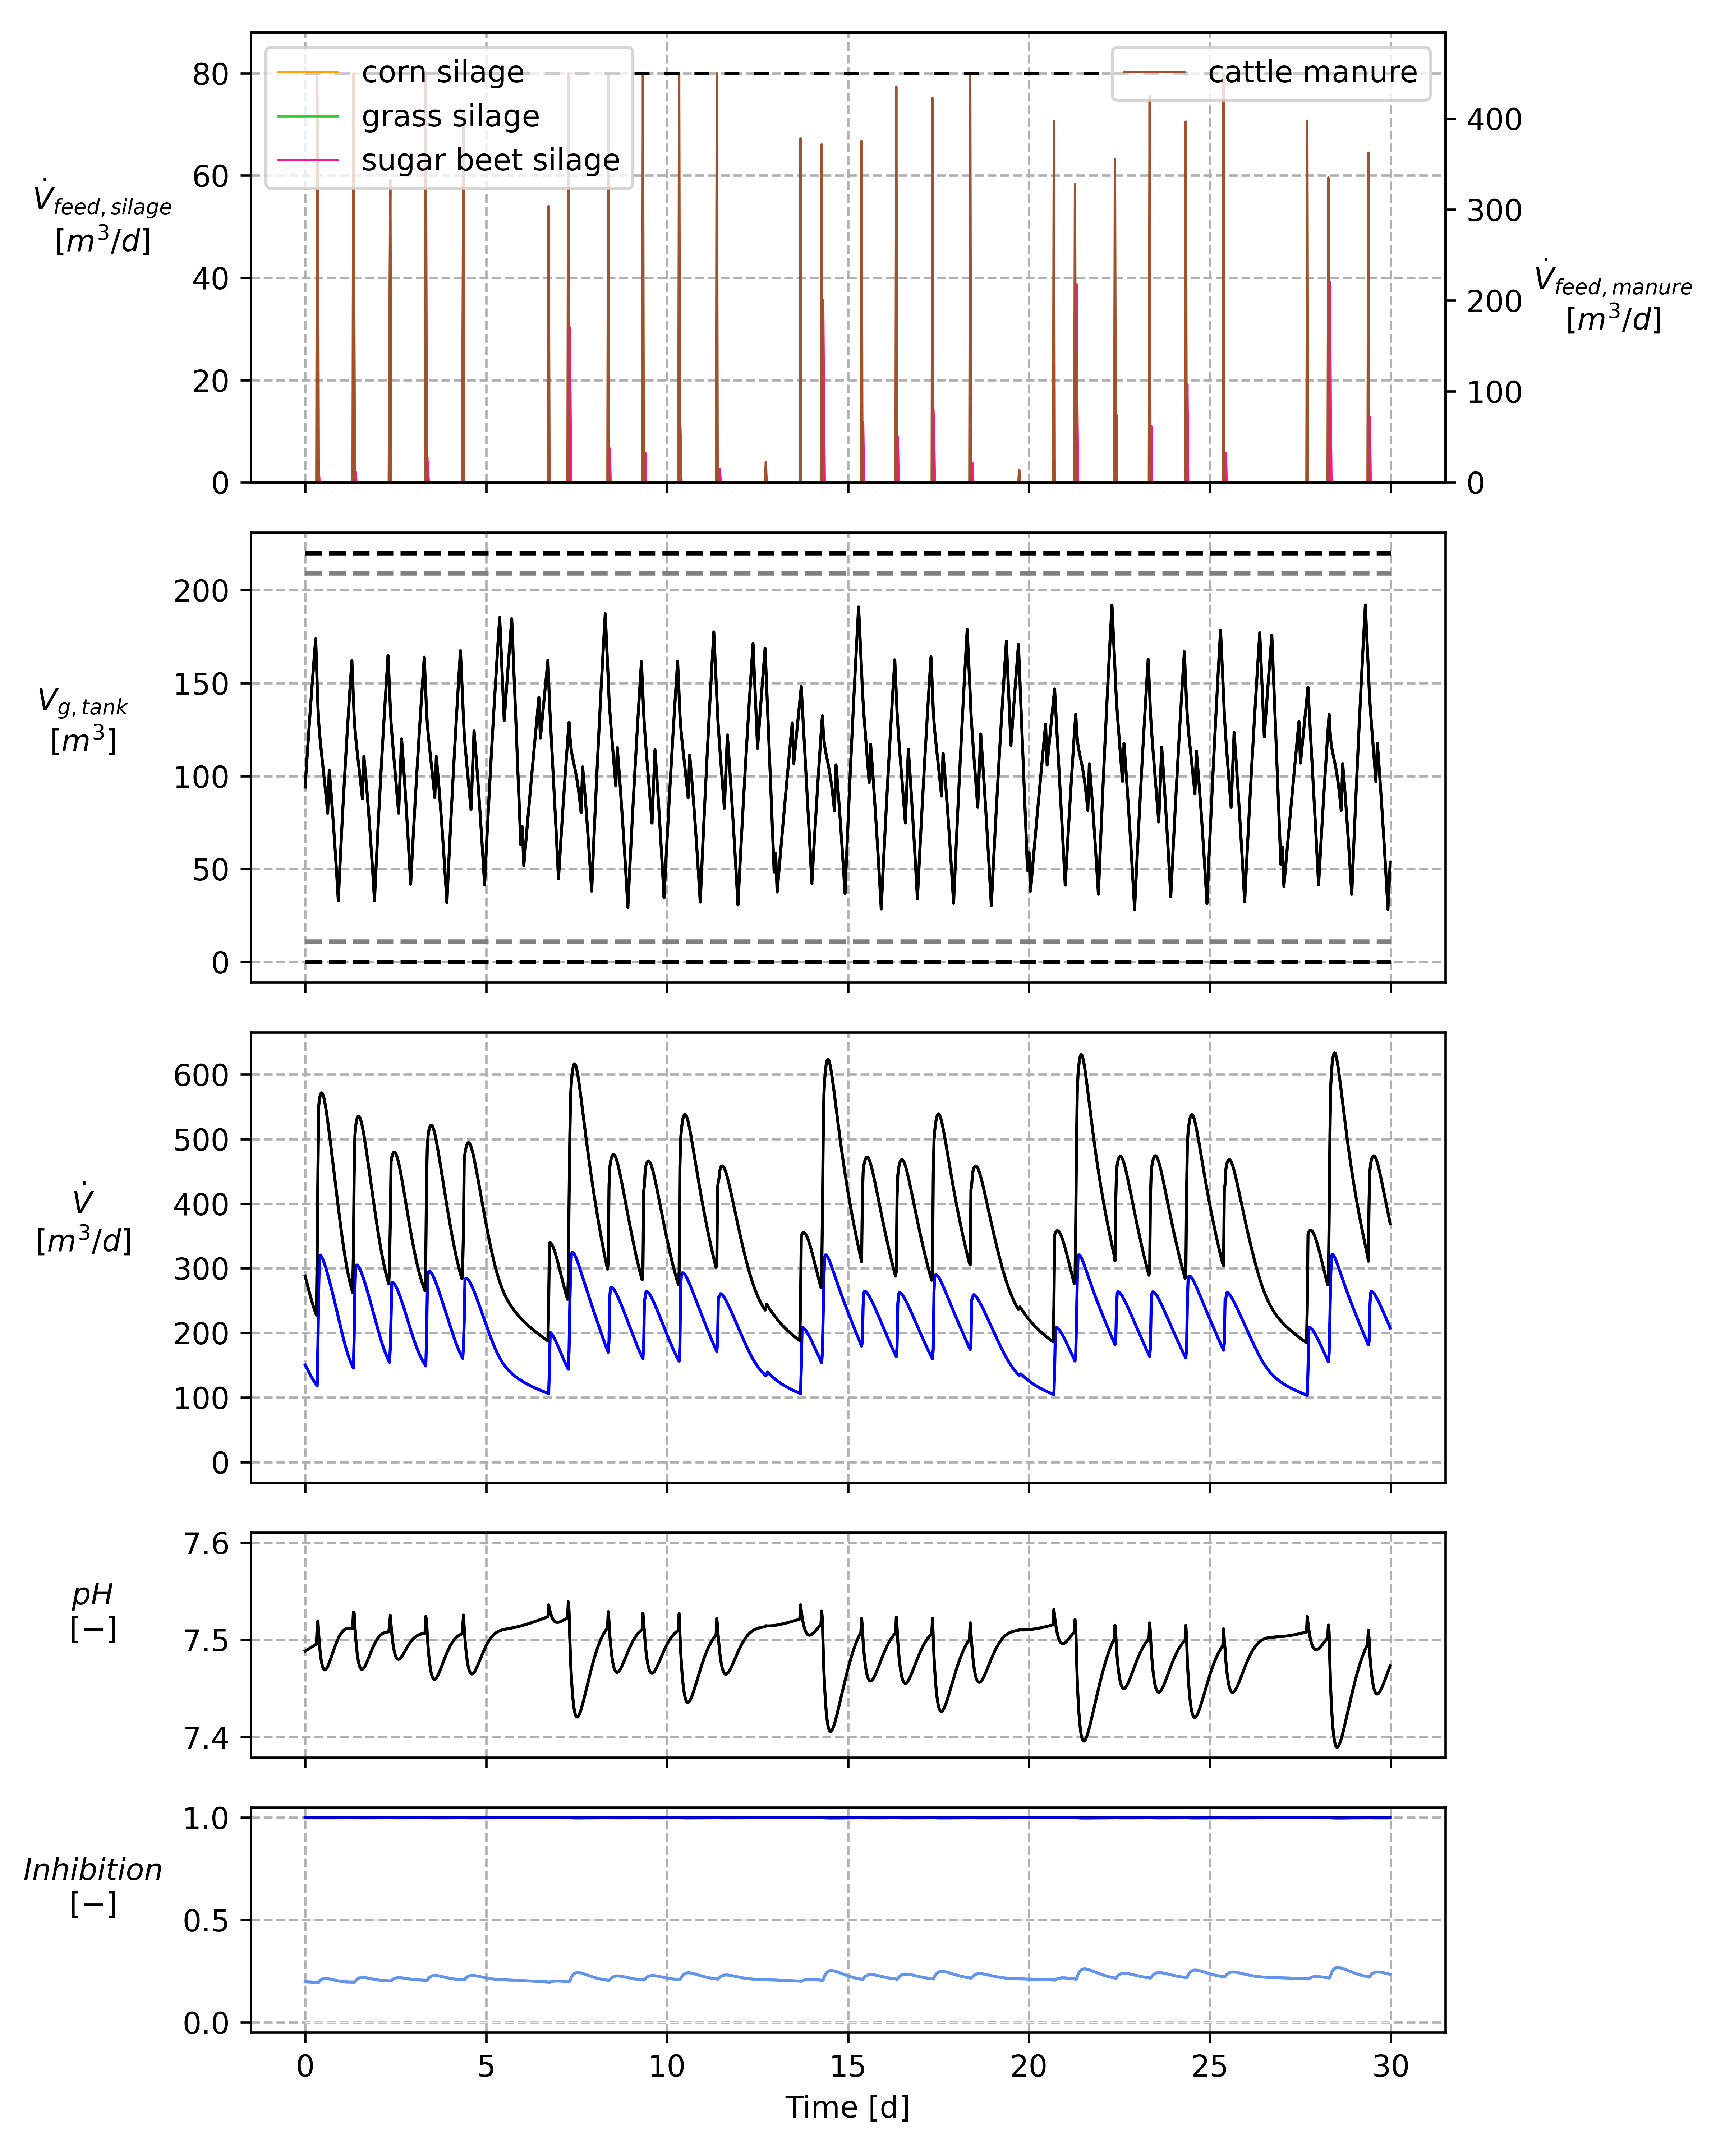 corn silage
grass silage
sugar beet silage
cattle manure
80
60
40
20
0
V̇feed, silage
[m³/d]
400
300
200
100
0
V̇feed, manure
[m³/d]
200
150
100
50
0
Vg, tank
[m³]
600
500
400
300
200
100
0
V̇
[m³/d]
7.6
7.5
7.4
pH
[−]
1.0
0.5
0.0
Inhibition
[−]
0 5 10 15 20 25 30
Time [d]